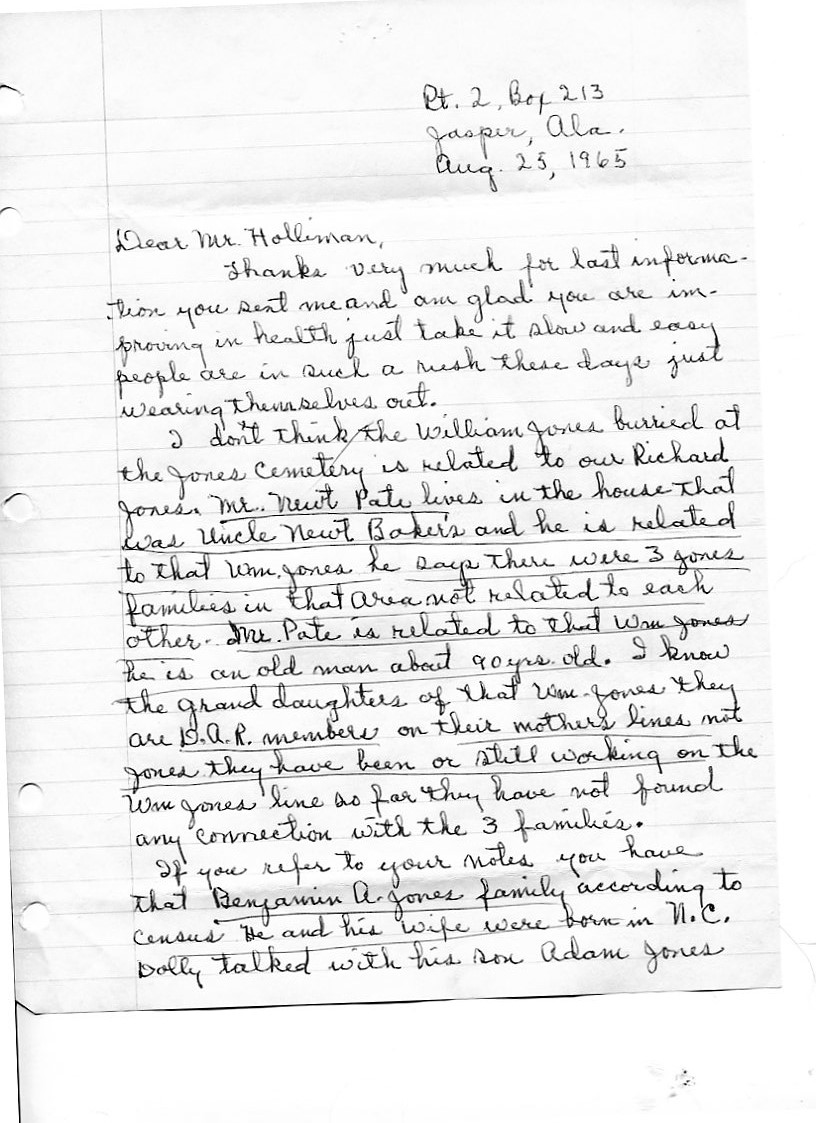 Rt. 2, Box 213
Jasper, Ala.
Aug. 25, 1965
Dear Mr. Holliman,
Thanks very much for last informa-
tion you sent me and am glad you are im-
proving in health just take it slow and easy
people are in such a rush these days just
wearing themselves out.
I don't think the William Jones burried at
the Jones Cemetery is related to our Richard
Jones. Mr. Newt Pate lives in the house that
was Uncle Newt Baker's and he is related
to that Wm. Jones he says there were 3 Jones
families in that area not related to each
other. Mr. Pate is related to that Wm Jones
he is an old man about 90 yrs. old. I know
the grand daughters of that Wm. Jones they
are D.A.R. members on their mothers lines not
Jones they have been or still working on the
Wm Jones line so far they have not found
any connection with the 3 families.
If you refer to your notes you have
that Benjamin A. Jones family according to
census He and his wife were born in N.C.
Dolly talked with his son Adam Jones